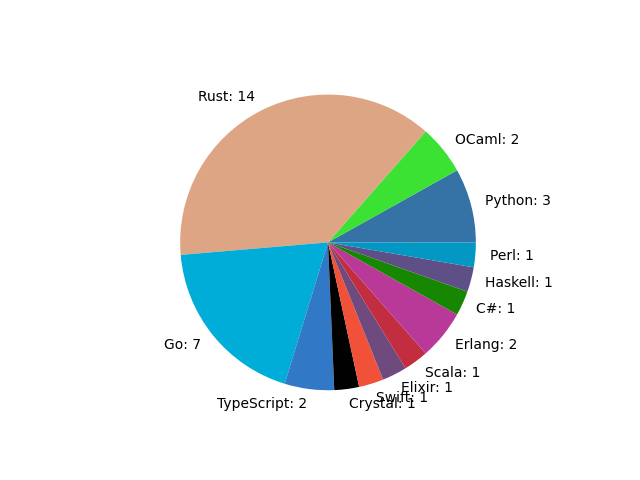 Rust: 14
OCaml: 2
Python: 3
Perl: 1
Haskell: 1
C#: 1
Go: 7
Erlang: 2
Scala: 1
Elixir: 1
Swift: 1
TypeScript: 2
Crystal: 1